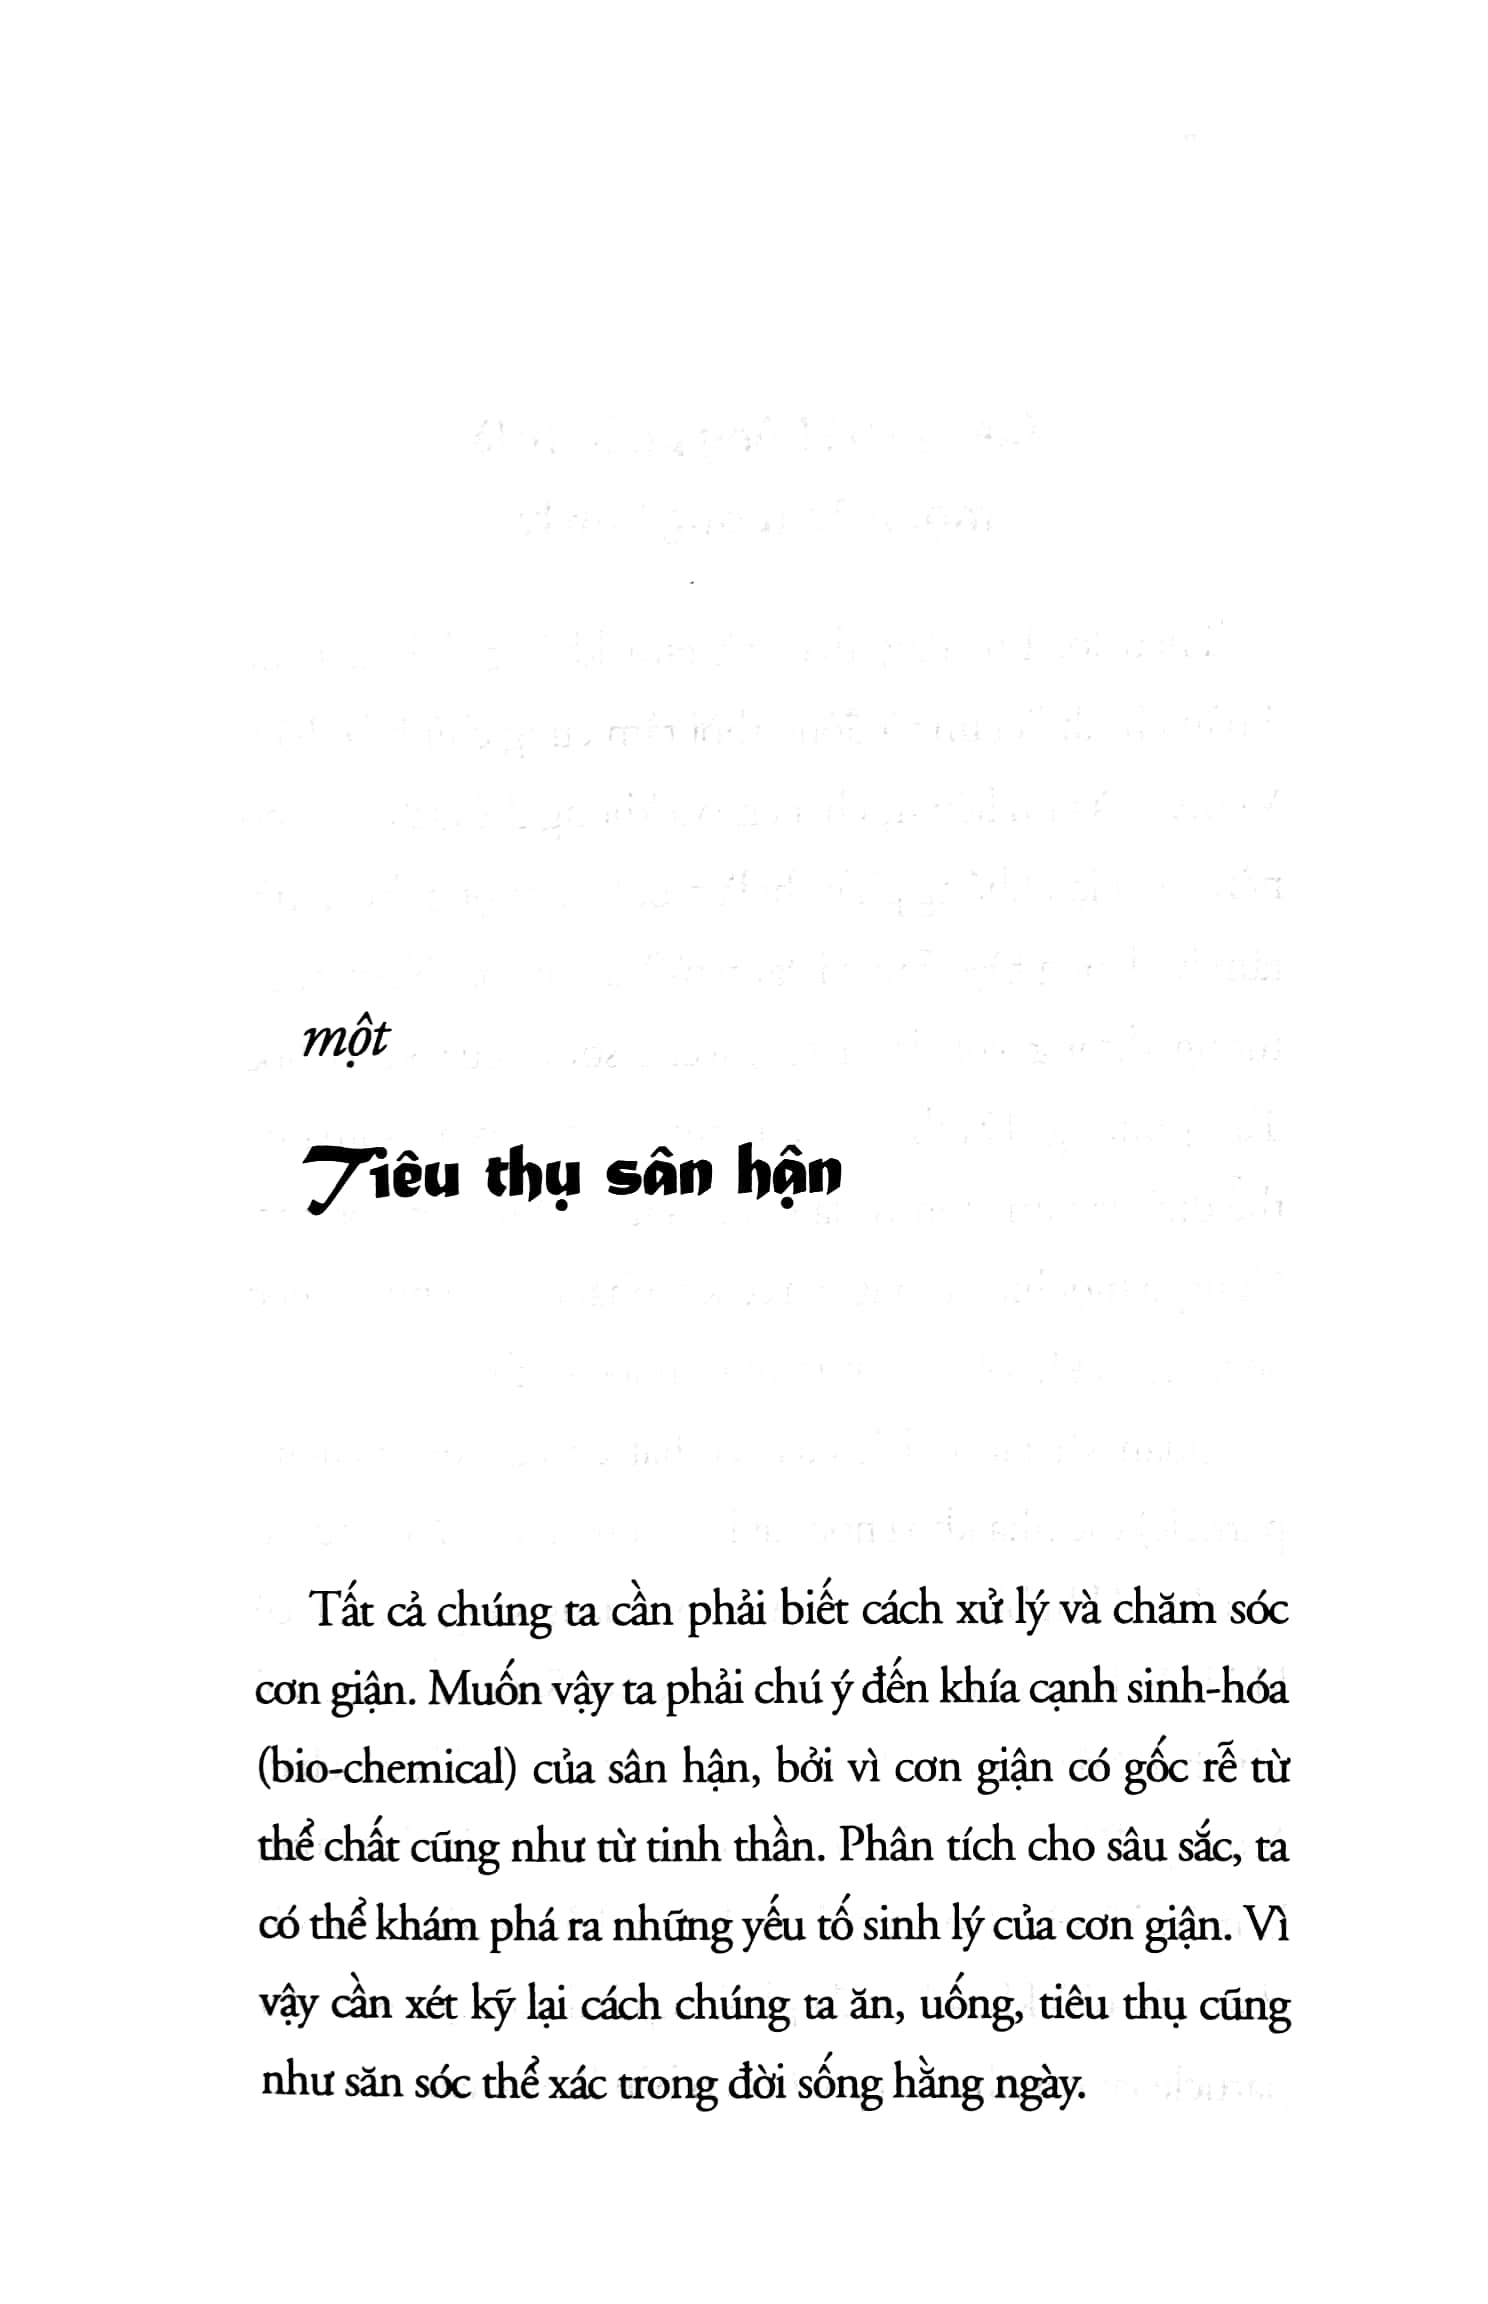 một
Tiêu thụ sân hận
Tất cả chúng ta cần phải biết cách xử lý và chăm sóc
cơn giận. Muốn vậy ta phải chú ý đến khía cạnh sinh-hóa
(bio-chemical) của sân hận, bởi vì cơn giận có gốc rễ từ
thể chất cũng như từ tinh thần. Phân tích cho sâu sắc, ta
có thể khám phá ra những yếu tố sinh lý của cơn giận. Vì
vậy cần xét kỹ lại cách chúng ta ăn, uống, tiêu thụ cũng
như săn sóc thể xác trong đời sống hằng ngày.